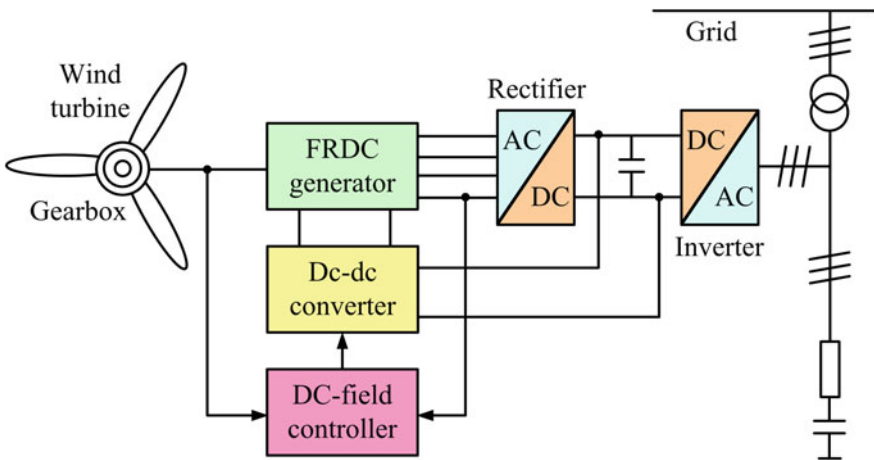 Grid
Wind
turbine
Rectifier
FRDC
generator
AC
DC
DC
AC
Gearbox
Inverter
Dc-dc
converter
DC-field
controller